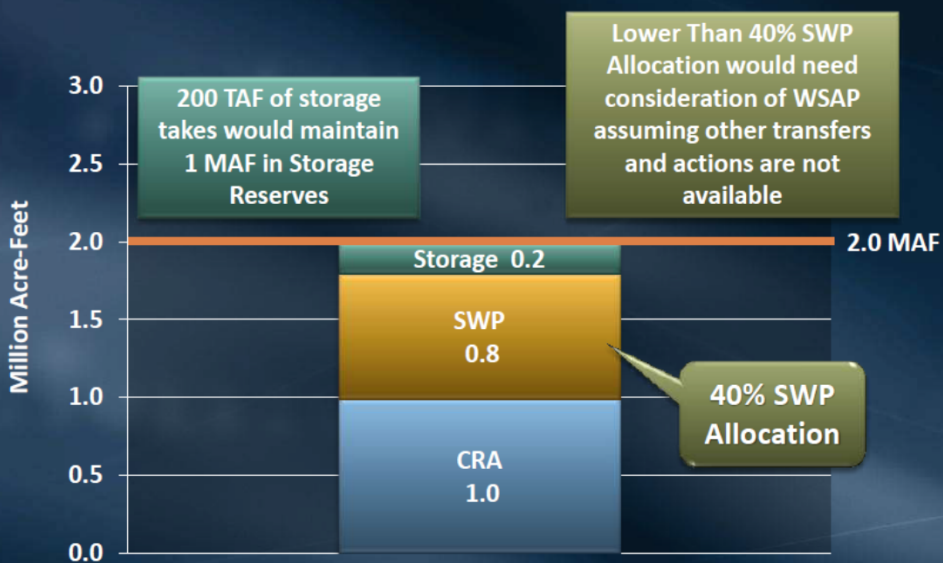 Million Acre-Feet
3.0
2.5
2.0
1.5
1.0
0.5
0.0
200 TAF of storage
takes would maintain
1 MAF in Storage
Reserves
Lower Than 40% SWP
Allocation would need
consideration of WSAP
assuming other transfers
and actions are not
available
2.0 MAF
Storage 0.2
SWP
0.8
40% SWP
Allocation
CRA
1.0